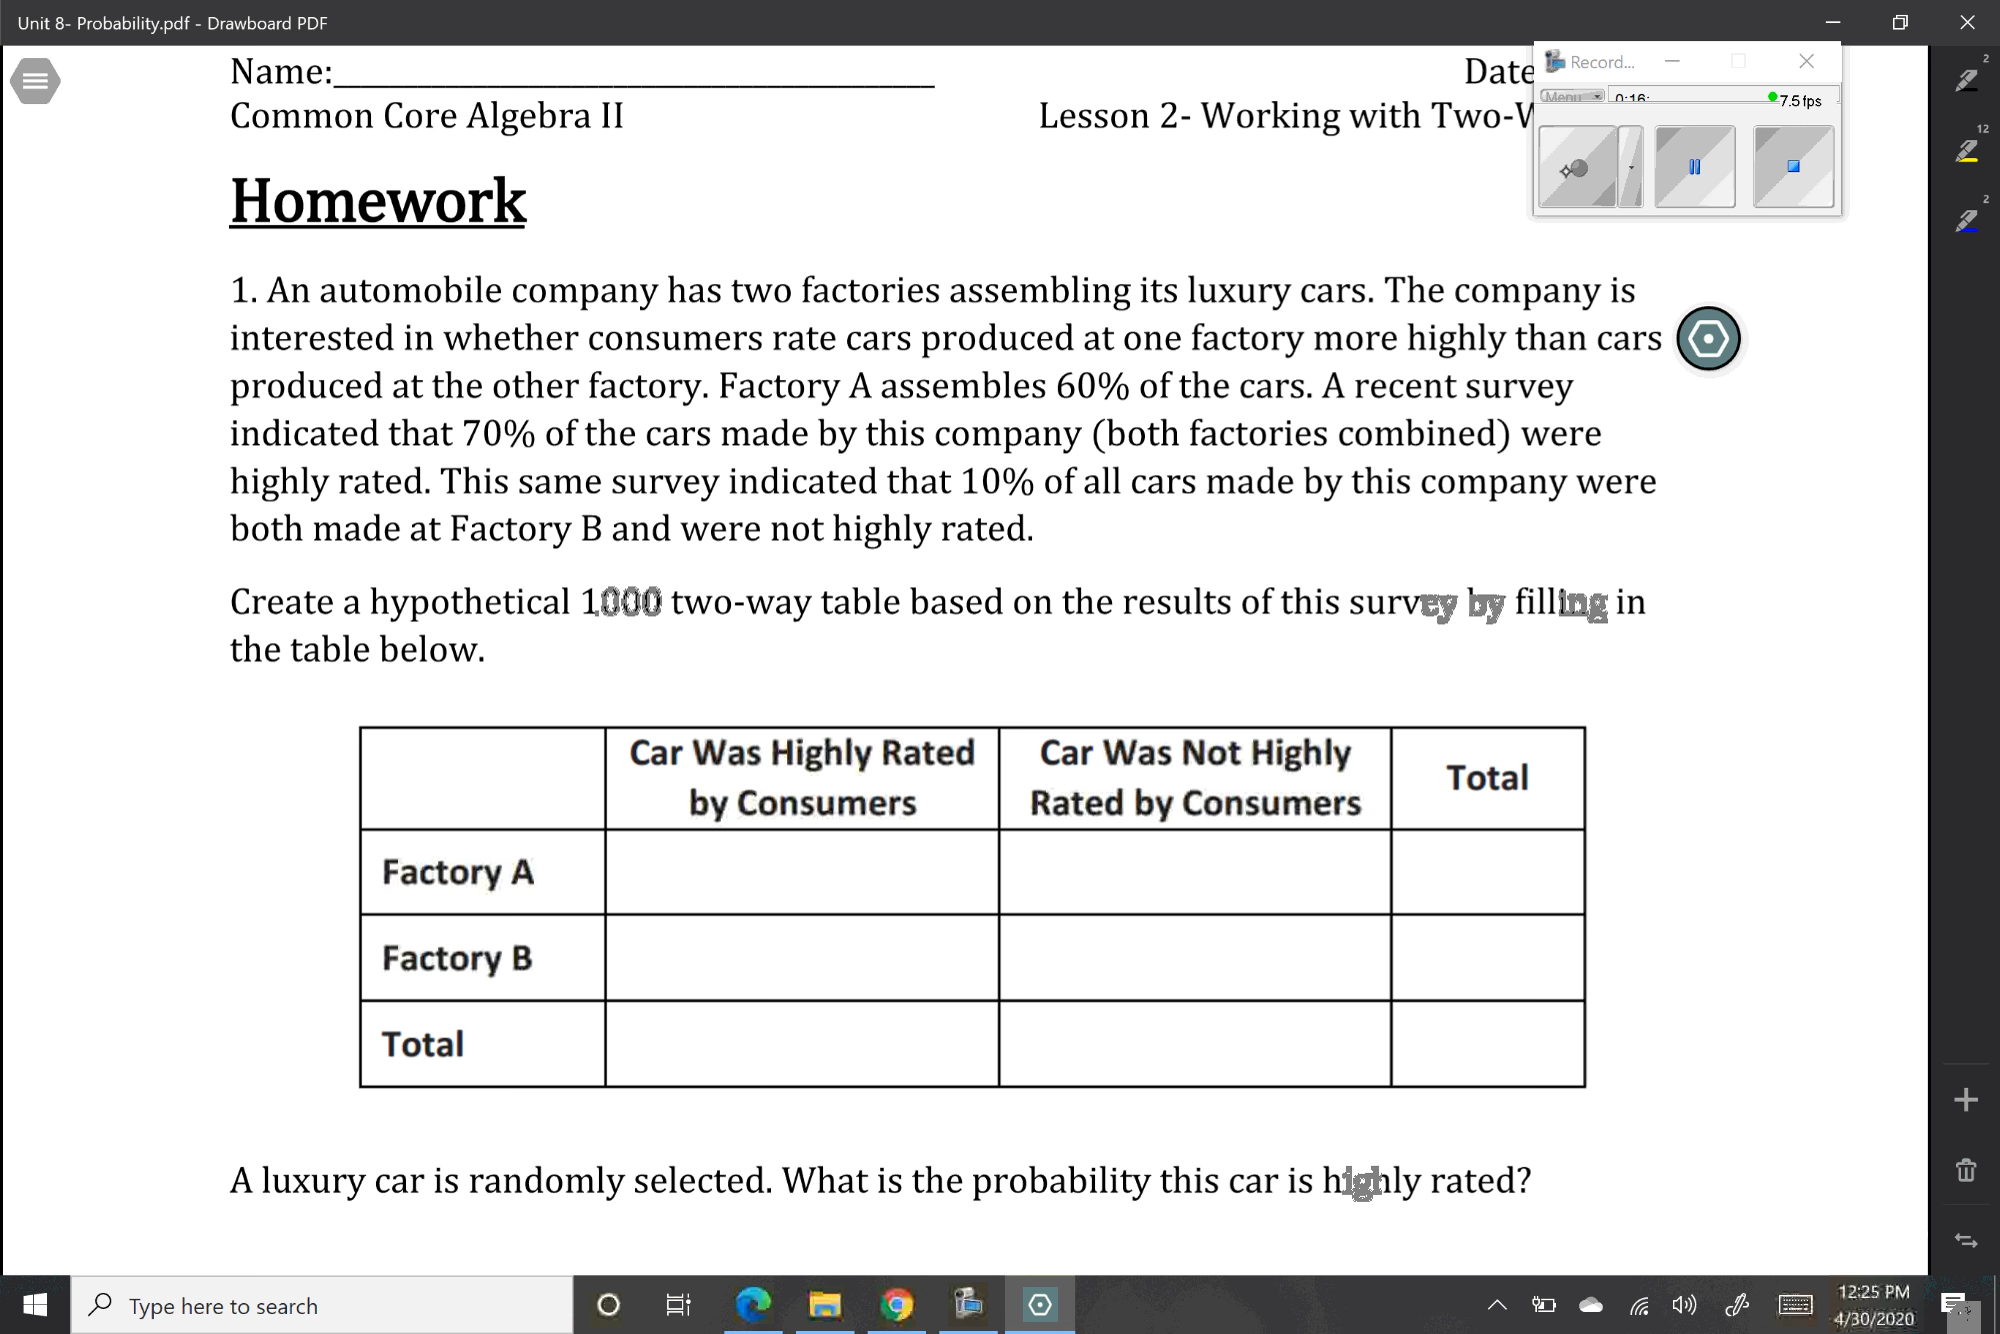 Unit 8- Probability.pdf - Drawboard PDF
Name:
Date
Common Core Algebra II
Lesson 2- Working with Two-W
Record...
Menu
0:16:
7.5 fps
2
12
2
Homework
1. An automobile company has two factories assembling its luxury cars. The company is
interested in whether consumers rate cars produced at one factory more highly than cars
produced at the other factory. Factory A assembles 60% of the cars. A recent survey
indicated that 70% of the cars made by this company (both factories combined) were
highly rated. This same survey indicated that 10% of all cars made by this company were
both made at Factory B and were not highly rated.
Create a hypothetical 1000 two-way table based on the results of this survey by filling in
the table below.
Car Was Highly Rated
by Consumers
Car Was Not Highly
Rated by Consumers
Total
Factory A
Factory B
Total
A luxury car is randomly selected. What is the probability this car is highly rated?
Type here to search
12:25 PM
4/30/2020